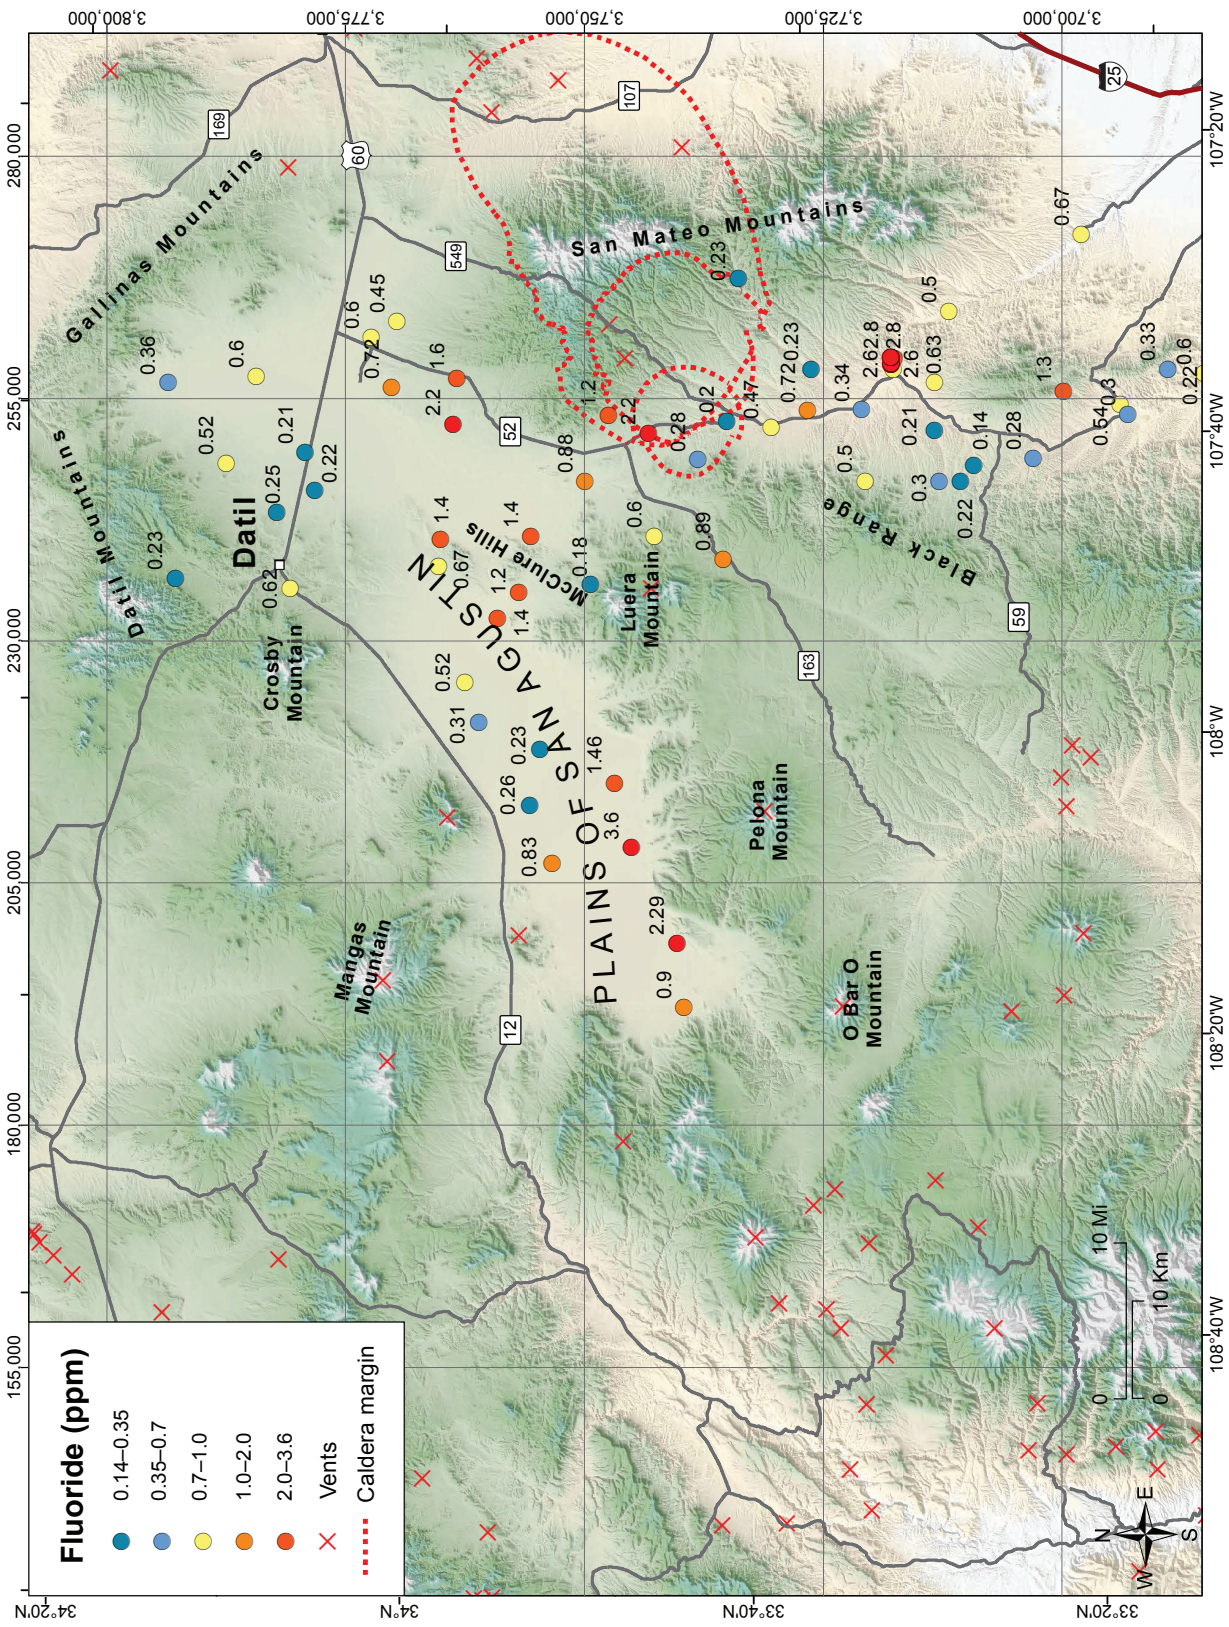 Fluoride (ppm)
0.14–0.35
0.35–0.7
0.7–1.0
1.0–2.0
2.0–3.6
Vents
Caldera margin
155,000
180,000
205,000
230,000
255,000
280,000
3,800,000
3,775,000
3,750,000
3,725,000
3,700,000
34°20'N
34°N
33°40'N
33°20'N
108°40'W
108°20'W
108°W
107°40'W
107°20'W
Datil Mountains
Gallinas Mountains
Datil
Crosby
Mountain
Mangas
Mountain
PLAINS OF SAN AGUSTIN
McClure Hills
Luera
Mountain
Pelona
Mountain
O Bar O
Mountain
San Mateo Mountains
Black Range
169
60
549
107
52
12
163
59
25
0.36
0.6
0.52
0.21
0.25
0.22
0.23
0.62
0.6
0.45
0.72
1.6
2.2
0.88
1.4
0.67
1.4
1.2
1.4
0.18
0.6
0.89
0.52
0.31
0.23
0.26
0.83
1.46
3.6
2.29
0.9
1.2
2.2
0.28
0.2
0.47
0.23
0.72
0.23
0.34
2.6
2.8
2.8
2.6
0.63
0.5
0.5
0.21
0.14
0.3
0.22
0.28
1.3
0.67
0.54
0.3
0.33
0.6
0.22
0 10 Mi
0 10 Km
N
W E
S